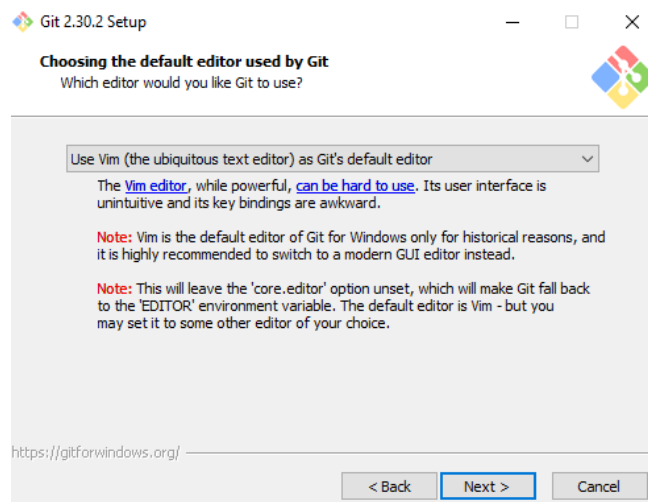 Git 2.30.2 Setup
Choosing the default editor used by Git
Which editor would you like Git to use?
Use Vim (the ubiquitous text editor) as Git's default editor
The Vim editor, while powerful, can be hard to use. Its user interface is
unintuitive and its key bindings are awkward.
Note: Vim is the default editor of Git for Windows only for historical reasons, and
it is highly recommended to switch to a modern GUI editor instead.
Note: This will leave the 'core.editor' option unset, which will make Git fall back
to the 'EDITOR' environment variable. The default editor is Vim - but you
may set it to some other editor of your choice.
https://gitforwindows.org/
< Back Next > Cancel